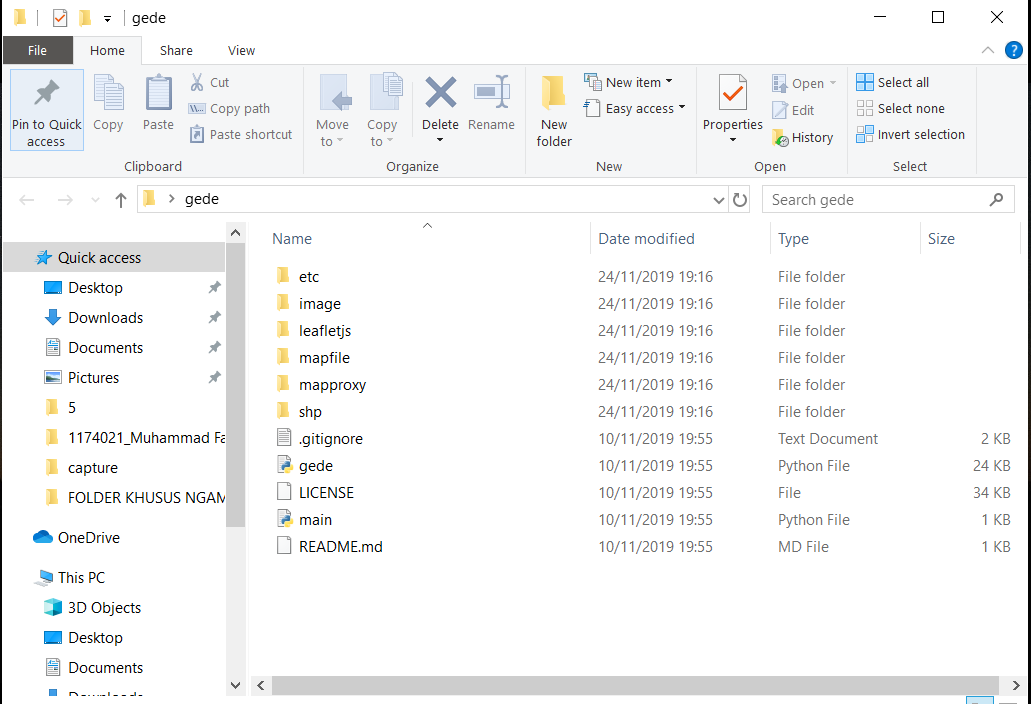 gede
File Home Share View
Pin to Quick access
Copy
Paste
Cut
Copy path
Paste shortcut
Clipboard
Move to
Copy to
Delete
Rename
Organize
New folder
New item
Easy access
New
Properties
Open
Edit
History
Open
Select all
Select none
Invert selection
Select
gede
Search gede
Quick access
Desktop
Downloads
Documents
Pictures
5
1174021_Muhammad Fa
capture
FOLDER KHUSUS NGAM
OneDrive
This PC
3D Objects
Desktop
Documents
Downloads
Name Date modified Type Size
etc 24/11/2019 19:16 File folder
image 24/11/2019 19:16 File folder
leafletjs 24/11/2019 19:16 File folder
mapfile 24/11/2019 19:16 File folder
mapproxy 24/11/2019 19:16 File folder
shp 24/11/2019 19:16 File folder
.gitignore 10/11/2019 19:55 Text Document 2 KB
gede 10/11/2019 19:55 Python File 24 KB
LICENSE 10/11/2019 19:55 File 34 KB
main 10/11/2019 19:55 Python File 1 KB
README.md 10/11/2019 19:55 MD File 1 KB